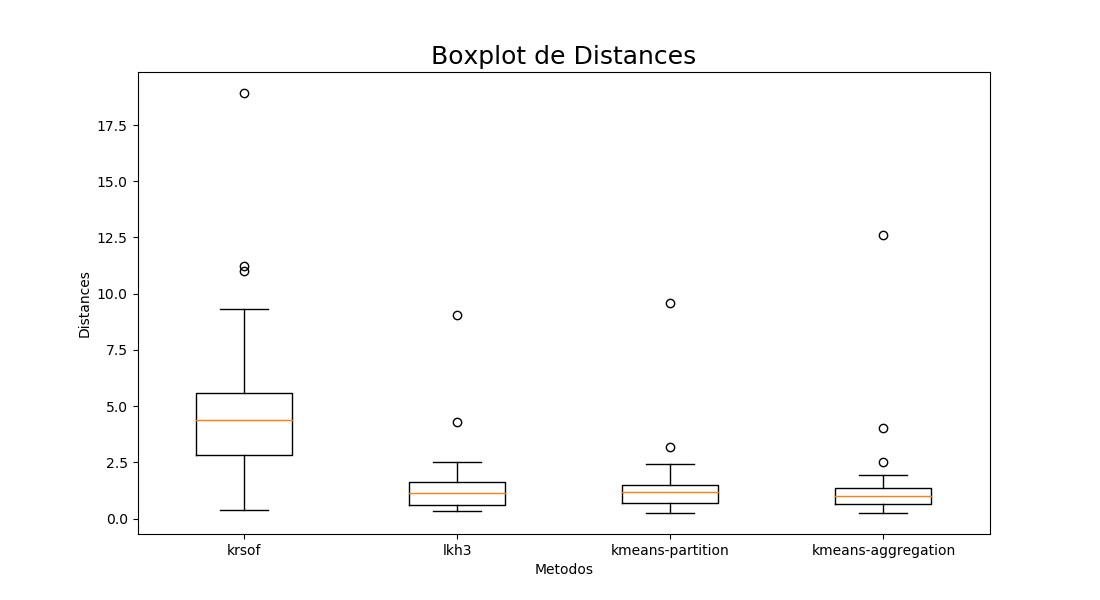 Boxplot de Distances
17.5
15.0
12.5
10.0
7.5
5.0
2.5
0.0
Distances
krsof lkh3 kmeans-partition kmeans-aggregation
Metodos